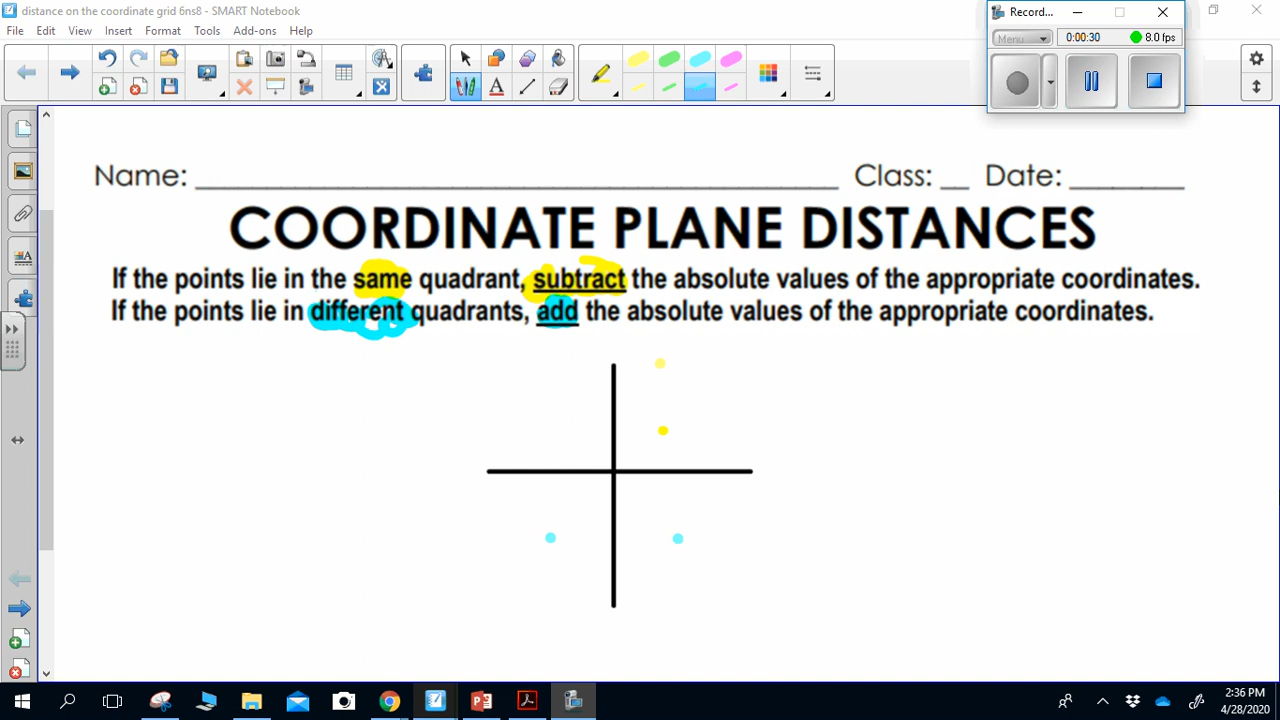 distance on the coordinate grid 6ns8 - SMART Notebook
Record...
File Edit View Insert Format Tools Add-ons Help
Menu 0:00:30 8.0 fps
Name: ___ Class: __ Date: ___
COORDINATE PLANE DISTANCES
If the points lie in the same quadrant, subtract the absolute values of the appropriate coordinates.
If the points lie in different quadrants, add the absolute values of the appropriate coordinates.
2:36 PM
4/28/2020